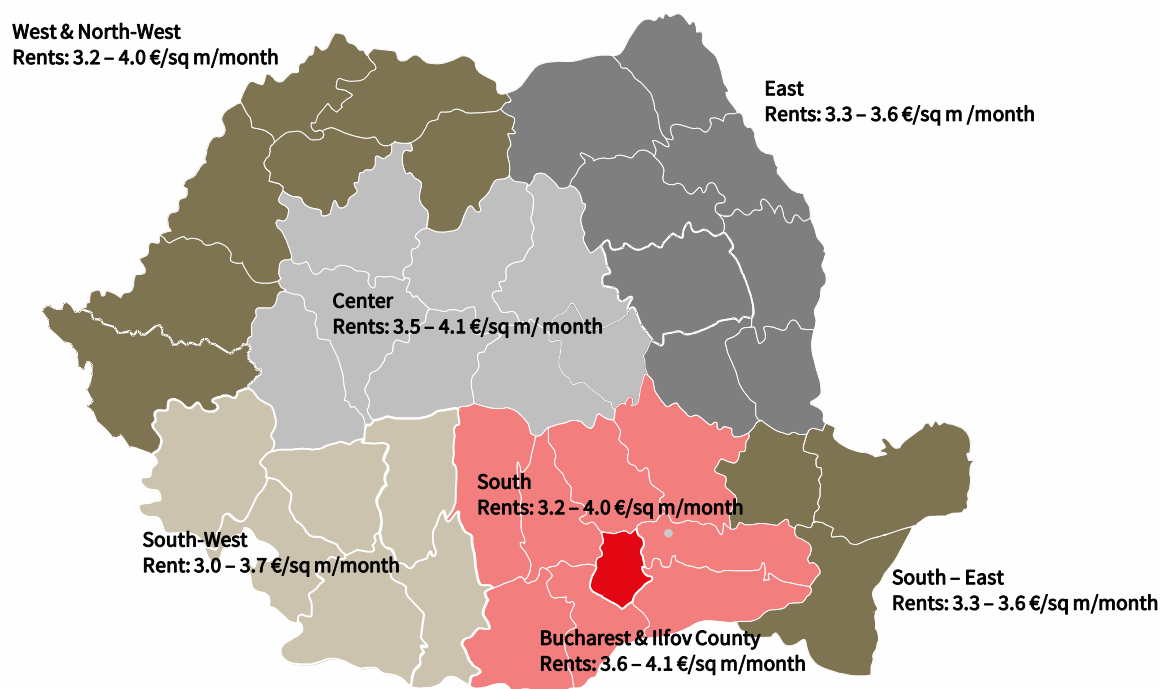 West & North-West
Rents: 3.2 – 4.0 €/sq m/month
East
Rents: 3.3 – 3.6 €/sq m /month
Center
Rents: 3.5 – 4.1 €/sq m/ month
South
Rents: 3.2 – 4.0 €/sq m/month
South-West
Rent: 3.0 – 3.7 €/sq m/month
South – East
Rents: 3.3 – 3.6 €/sq m/month
Bucharest & Ilfov County
Rents: 3.6 – 4.1 €/sq m/month